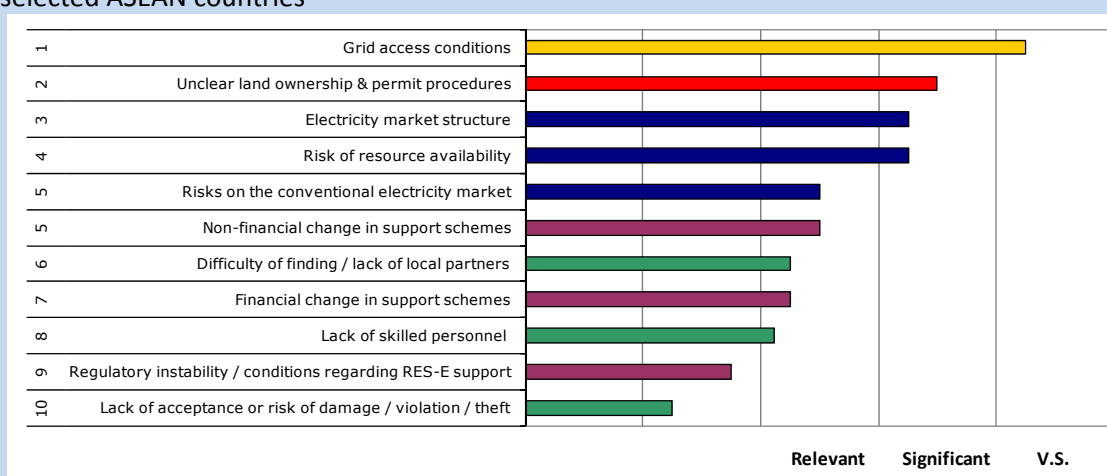 selected ASEAN countries
1 Grid access conditions
2 Unclear land ownership & permit procedures
3 Electricity market structure
4 Risk of resource availability
5 Risks on the conventional electricity market
5 Non-financial change in support schemes
6 Difficulty of finding / lack of local partners
7 Financial change in support schemes
8 Lack of skilled personnel
9 Regulatory instability / conditions regarding RES-E support
10 Lack of acceptance or risk of damage / violation / theft
Relevant Significant V.S.